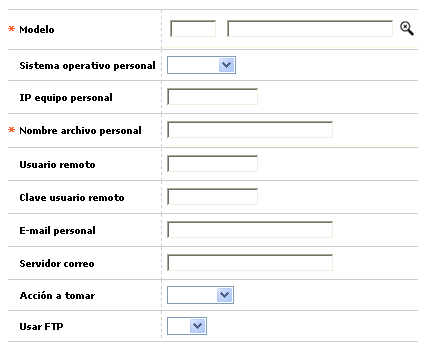 * Modelo
Sistema operativo personal
IP equipo personal
* Nombre archivo personal
Usuario remoto
Clave usuario remoto
E-mail personal
Servidor correo
Acción a tomar
Usar FTP